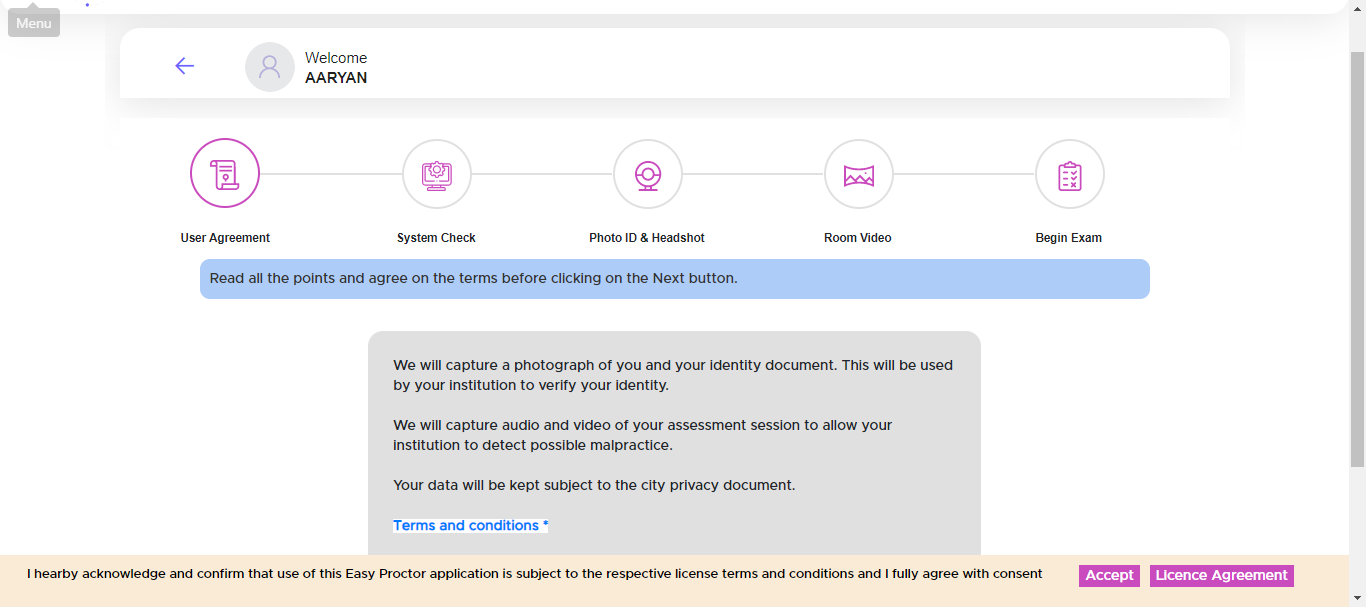 Menu
Welcome
AARYAN
User Agreement
System Check
Photo ID & Headshot
Room Video
Begin Exam
Read all the points and agree on the terms before clicking on the Next button.
We will capture a photograph of you and your identity document. This will be used
by your institution to verify your identity.
We will capture audio and video of your assessment session to allow your
institution to detect possible malpractice.
Your data will be kept subject to the city privacy document.
Terms and conditions *
I hearby acknowledge and confirm that use of this Easy Proctor application is subject to the respective license terms and conditions and I fully agree with consent
Accept
Licence Agreement